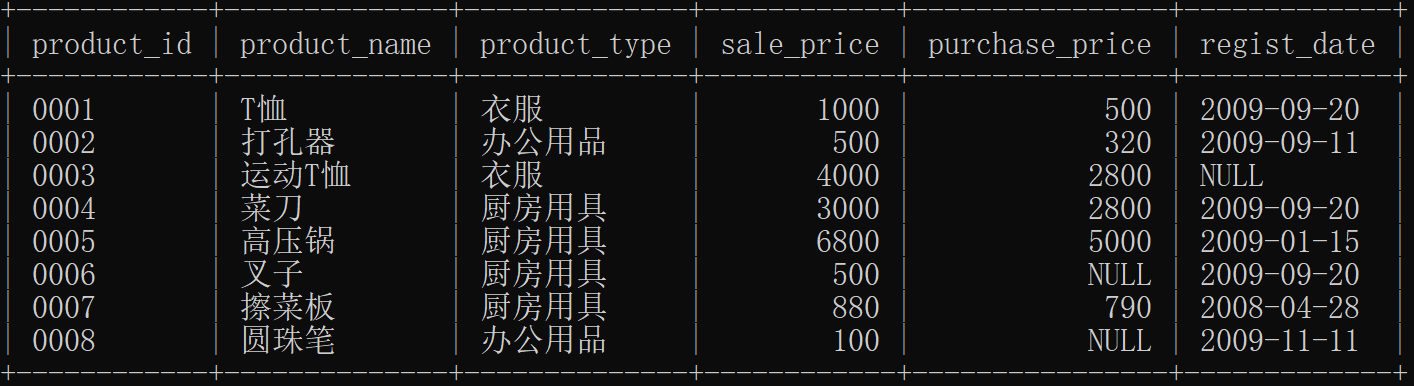 product_id | product_name | product_type | sale_price | purchase_price | regist_date
0001 | T恤 | 衣服 | 1000 | 500 | 2009-09-20
0002 | 打孔器 | 办公用品 | 500 | 320 | 2009-09-11
0003 | 运动T恤 | 衣服 | 4000 | 2800 | NULL
0004 | 菜刀 | 厨房用具 | 3000 | 2800 | 2009-09-20
0005 | 高压锅 | 厨房用具 | 6800 | 5000 | 2009-01-15
0006 | 叉子 | 厨房用具 | 500 | NULL | 2009-09-20
0007 | 擦菜板 | 厨房用具 | 880 | 790 | 2008-04-28
0008 | 圆珠笔 | 办公用品 | 100 | NULL | 2009-11-11